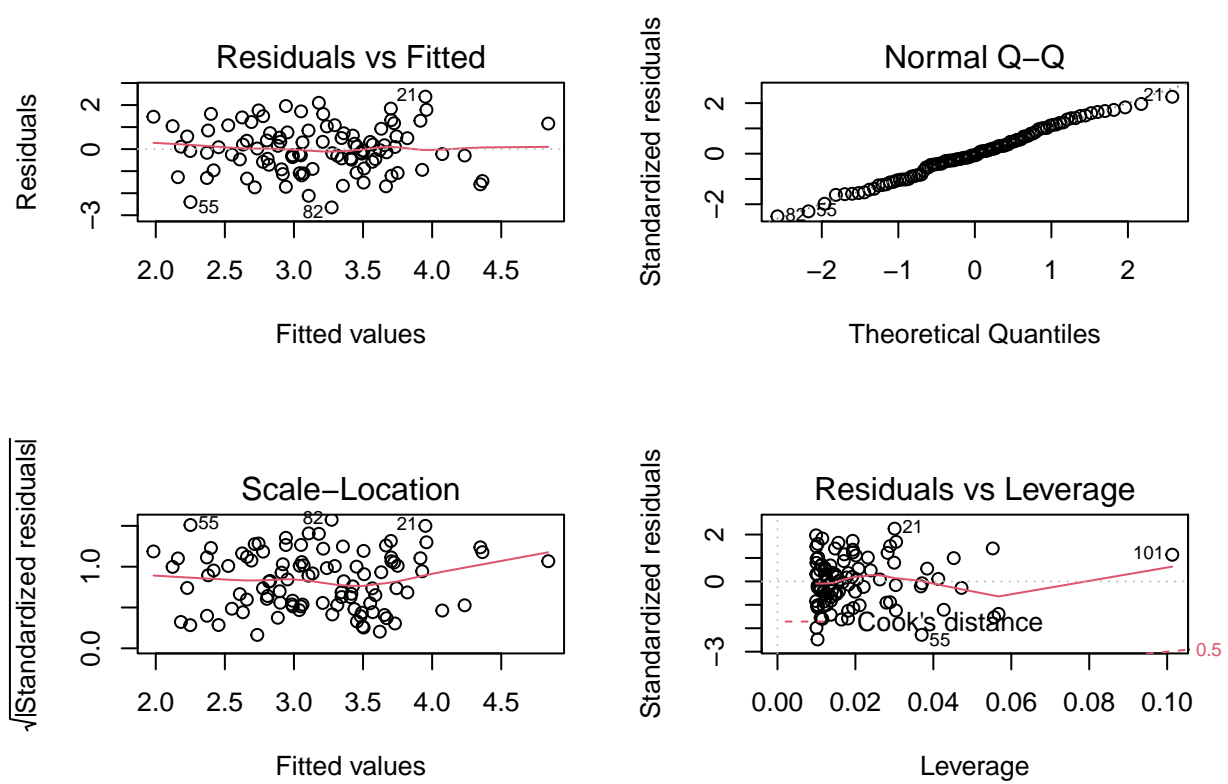 Residuals vs Fitted
Residuals
2
0
−3
21
55
82
2.0 2.5 3.0 3.5 4.0 4.5
Fitted values
Normal Q−Q
Standardized residuals
2
0
−2
21
82
55
−2 −1 0 1 2
Theoretical Quantiles
Scale−Location
√|Standardized residuals|
1.0
0.0
55
82
21
2.0 2.5 3.0 3.5 4.0 4.5
Fitted values
Residuals vs Leverage
Standardized residuals
2
0
−3
21
101
Cook's distance
55
0.5
0.00 0.02 0.04 0.06 0.08 0.10
Leverage